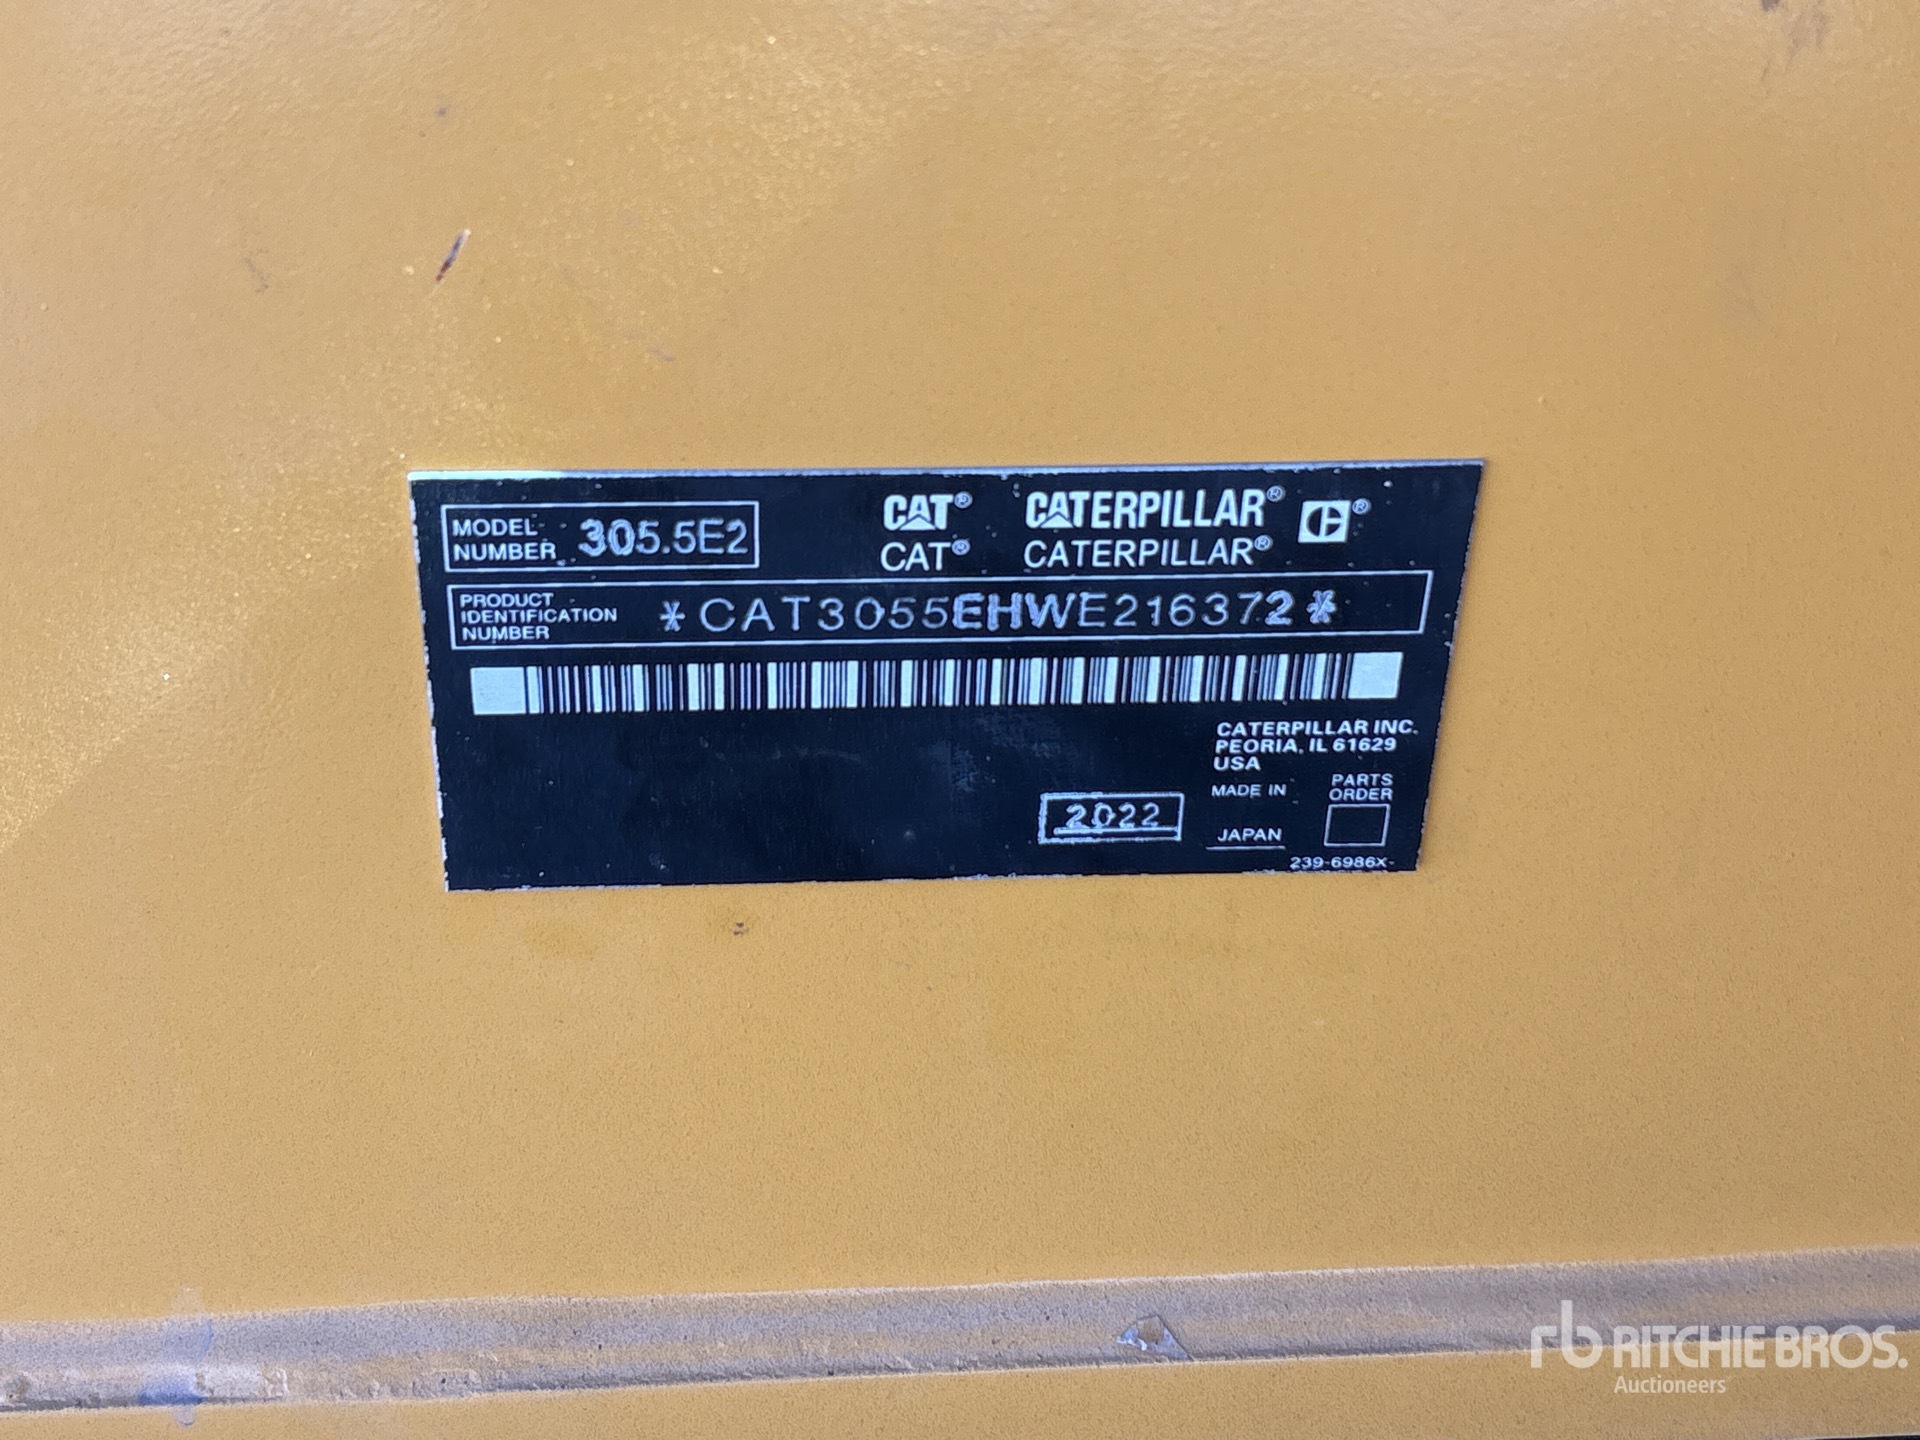 MODEL NUMBER 305.5E2
CAT® CATERPILLAR®
CAT® CATERPILLAR®
PRODUCT
IDENTIFICATION
NUMBER
*CAT3055EHWE216372*
CATERPILLAR INC.
PEORIA, IL 61629
USA
MADE IN
JAPAN
PARTS
ORDER
2022
239-6986X-
rb RITCHIE BROS.
Auctioneers